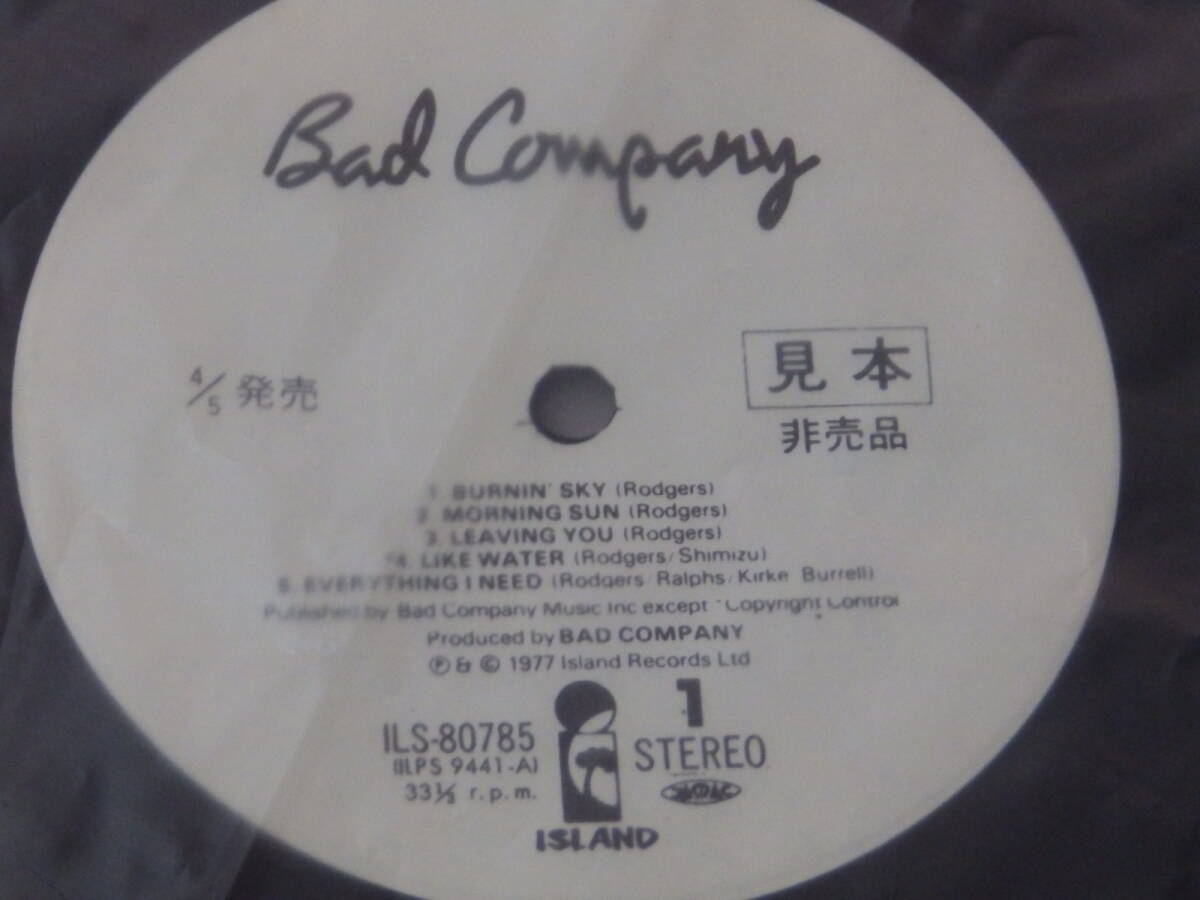 Bad Company
4/5 発売
見本
非売品
1. BURNIN' SKY (Rodgers)
2. MORNING SUN (Rodgers)
3. LEAVING YOU (Rodgers)
*4. LIKE WATER (Rodgers/Shimizu)
5. EVERYTHING I NEED (Rodgers/Ralphs/Kirke Burrell)
Published by Bad Company Music Inc except *Copyright Control
Produced by BAD COMPANY
Ⓟ & © 1977 Island Records Ltd
ILS-80785
(ILPS 9441-A)
33⅓ r.p.m.
1
STEREO
ISLAND